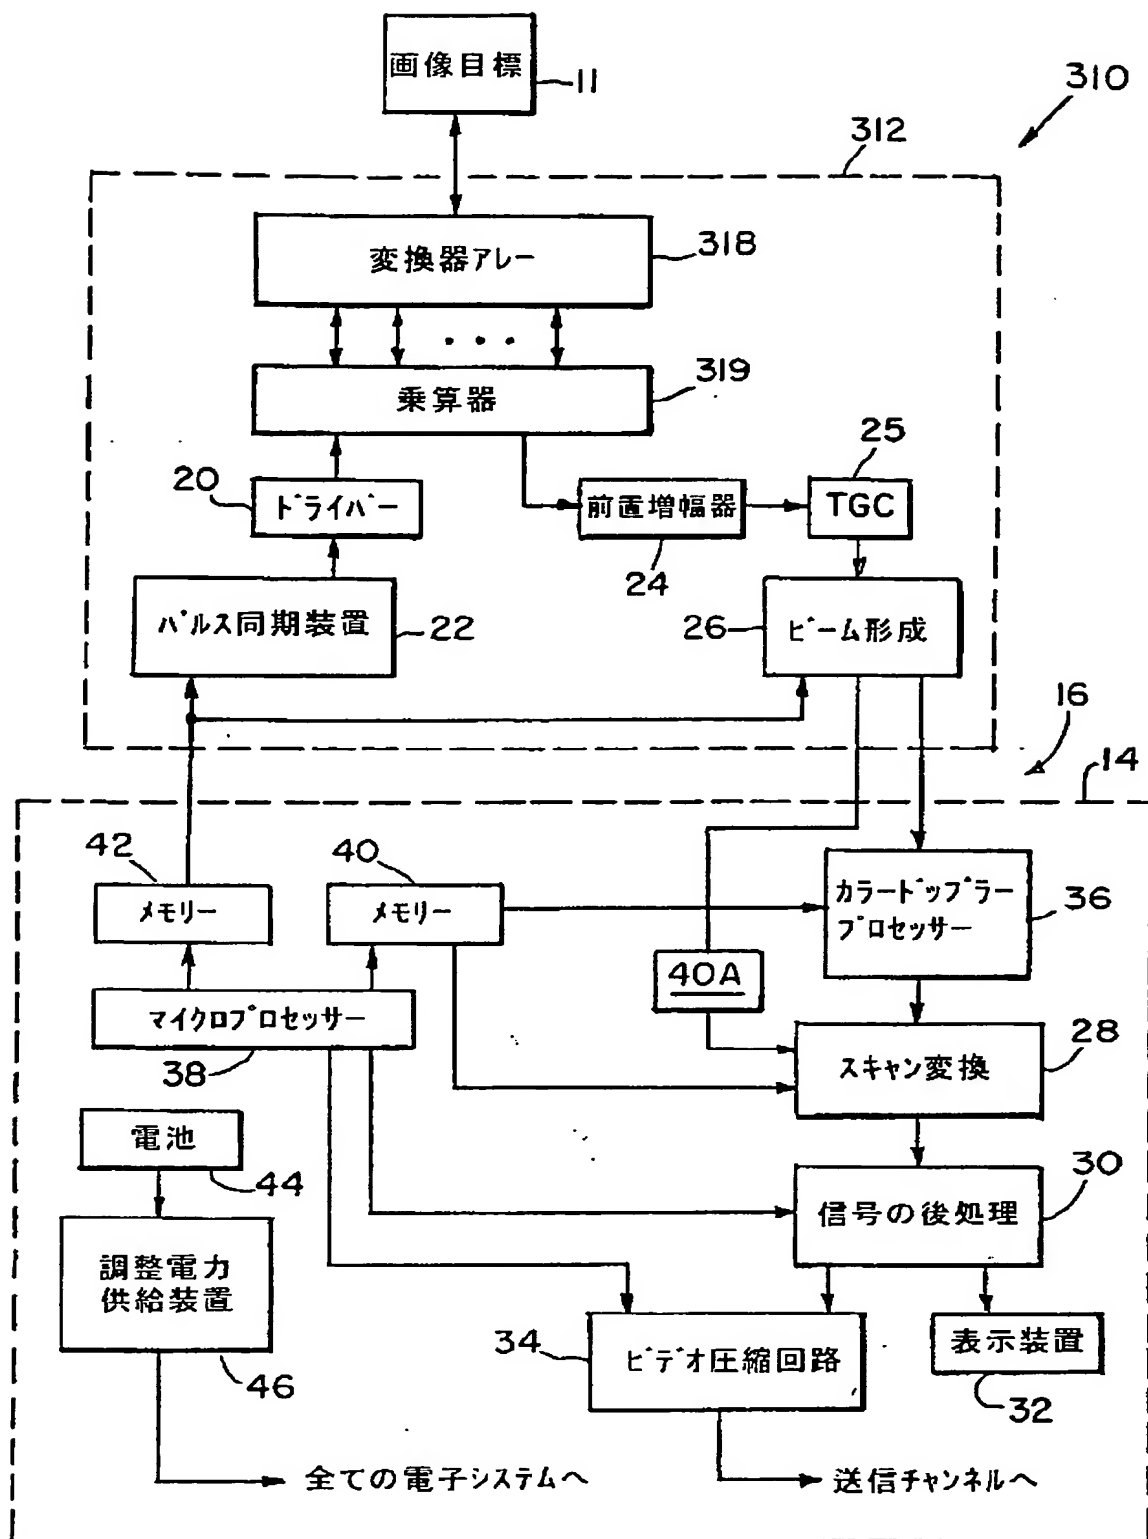 画像目標
11
310
312
変換器アレー
318
乗算器
319
20
ドライバー
前置増幅器
24
25
TGC
パルス同期装置
22
26
ビーム形成
16
14
42
メモリー
40
メモリー
カラードップラー
プロセッサー
36
40A
マイクロプロセッサー
38
スキャン変換
28
電池
44
信号の後処理
30
調整電力
供給装置
46
34
ビデオ圧縮回路
表示装置
32
全ての電子システムへ
送信チャンネルへ